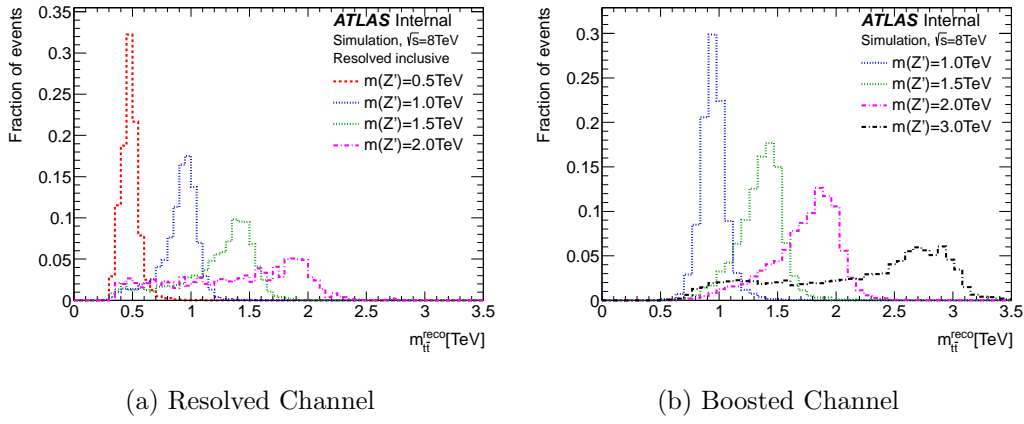 ATLAS Internal
Simulation, √s=8TeV
Resolved inclusive
m(Z')=0.5TeV
m(Z')=1.0TeV
m(Z')=1.5TeV
m(Z')=2.0TeV
Fraction of events
0.3
0.25
0.2
0.15
0.1
0.05
0
0 0.5 1 1.5 2 2.5 3 3.5
m_{tt̄}^{reco}[TeV]
(a) Resolved Channel
ATLAS Internal
Simulation, √s=8TeV
m(Z')=1.0TeV
m(Z')=1.5TeV
m(Z')=2.0TeV
m(Z')=3.0TeV
Fraction of events
0.3
0.25
0.2
0.15
0.1
0.05
0
0 0.5 1 1.5 2 2.5 3 3.5
m_{tt̄}^{reco}[TeV]
(b) Boosted Channel